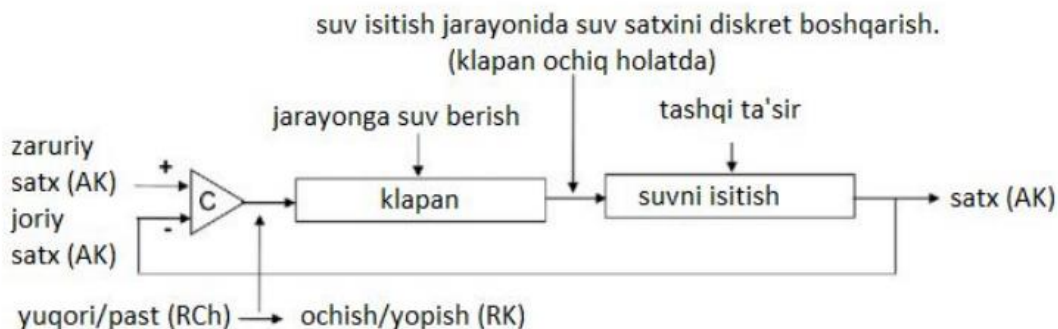 suv isitish jarayonida suv satxini diskret boshqarish.
(klapan ochiq holatda)
jarayonga suv berish
tashqi ta'sir
zaruriy
satx (AK)
+
C
klapan
suvni isitish
satx (AK)
joriy
satx (AK)
-
yuqori/past (RCh)
ochish/yopish (RK)